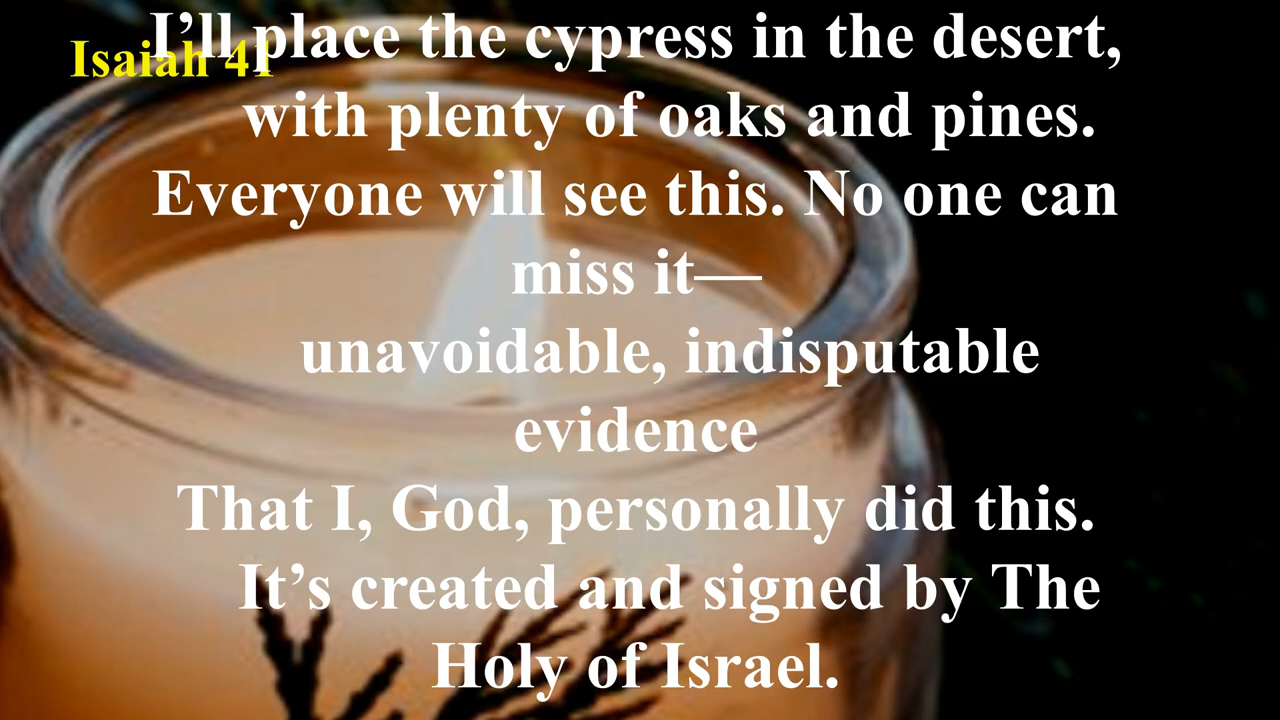 Isaiah 41
I’ll place the cypress in the desert,
with plenty of oaks and pines.
Everyone will see this. No one can
miss it—
unavoidable, indisputable
evidence
That I, God, personally did this.
It’s created and signed by The
Holy of Israel.